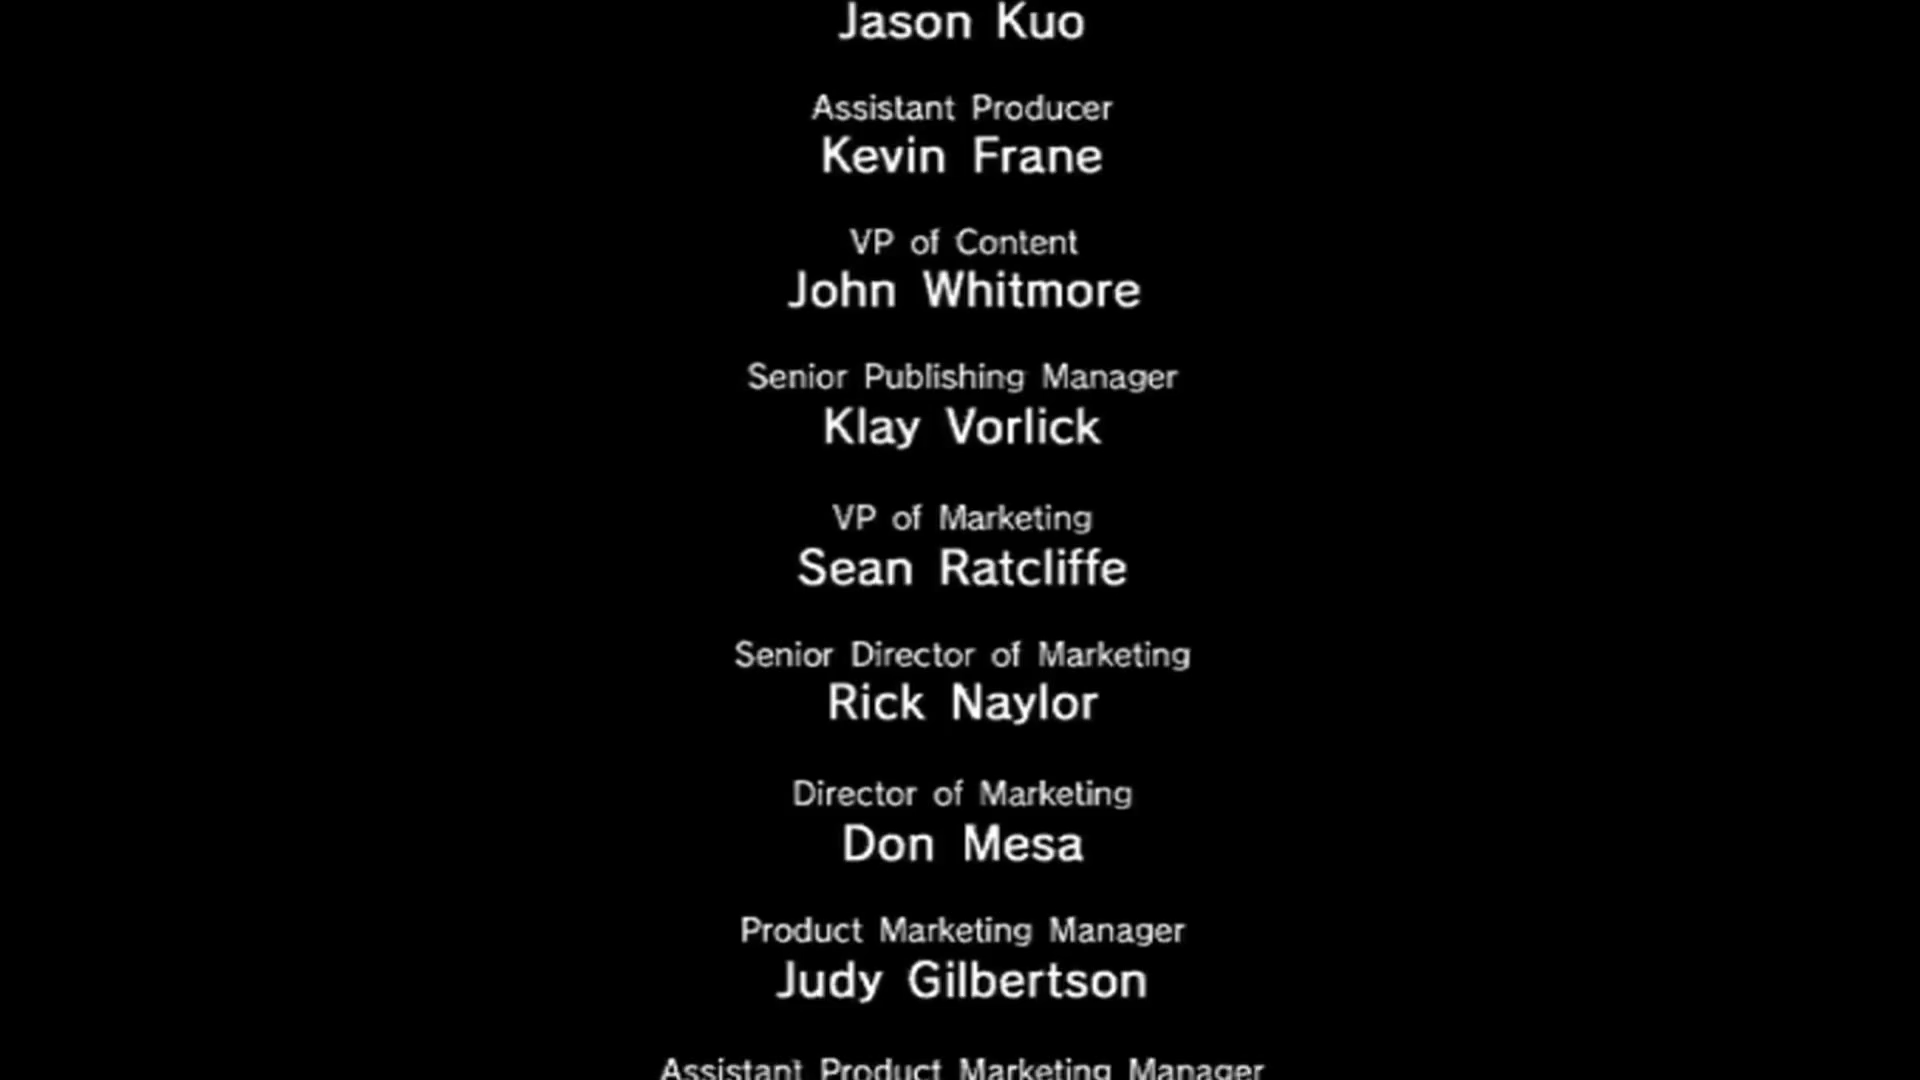 Jason Kuo
Assistant Producer
Kevin Frane
VP of Content
John Whitmore
Senior Publishing Manager
Klay Vorlick
VP of Marketing
Sean Ratcliffe
Senior Director of Marketing
Rick Naylor
Director of Marketing
Don Mesa
Product Marketing Manager
Judy Gilbertson
Assistant Product Marketing Manager